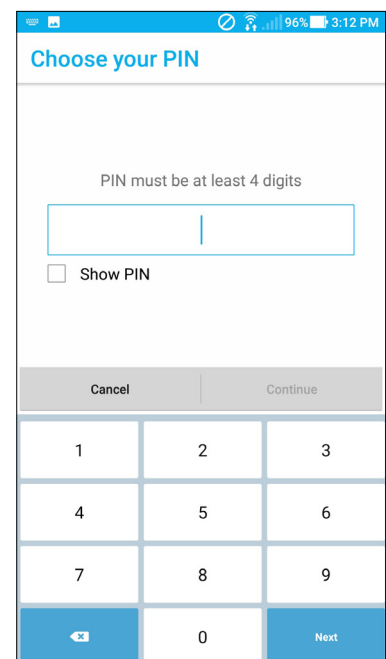 96% 3:12 PM
Choose your PIN
PIN must be at least 4 digits
Show PIN
Cancel Continue
1 2 3
4 5 6
7 8 9
0 Next